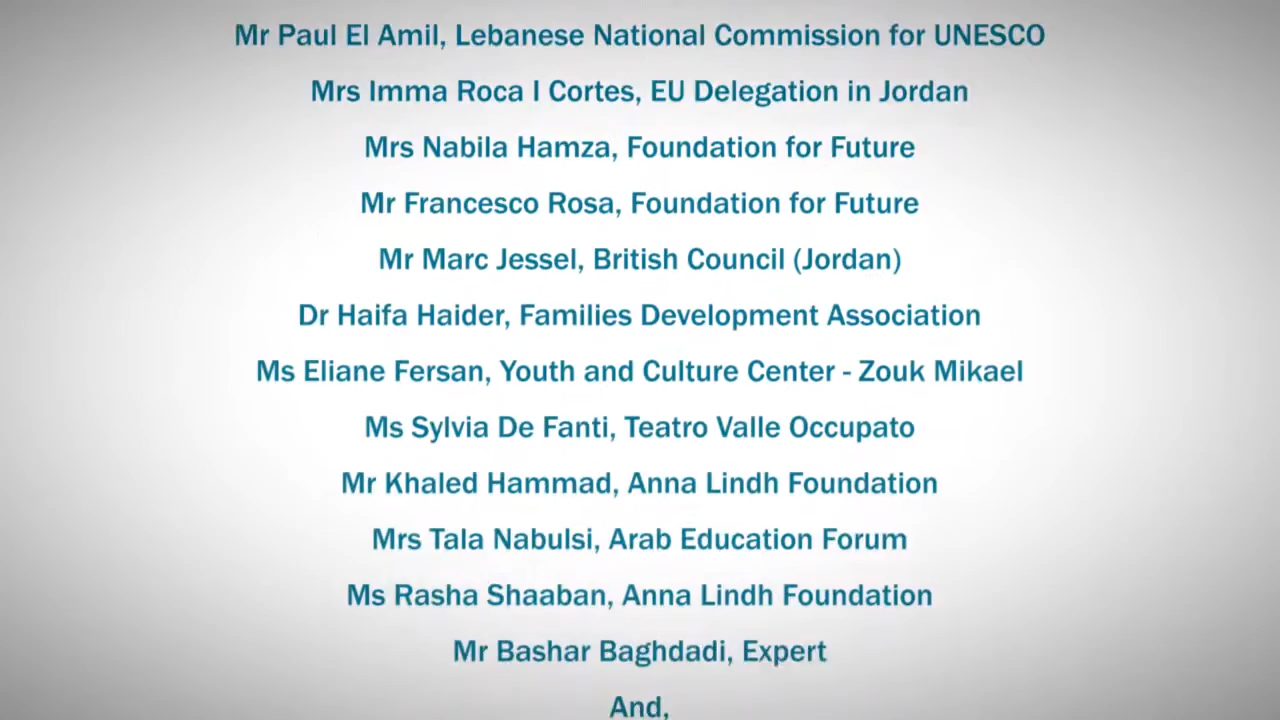 Mr Paul El Amil, Lebanese National Commission for UNESCO
Mrs Imma Roca I Cortes, EU Delegation in Jordan
Mrs Nabila Hamza, Foundation for Future
Mr Francesco Rosa, Foundation for Future
Mr Marc Jessel, British Council (Jordan)
Dr Haifa Haider, Families Development Association
Ms Eliane Fersan, Youth and Culture Center - Zouk Mikael
Ms Sylvia De Fanti, Teatro Valle Occupato
Mr Khaled Hammad, Anna Lindh Foundation
Mrs Tala Nabulsi, Arab Education Forum
Ms Rasha Shaaban, Anna Lindh Foundation
Mr Bashar Baghdadi, Expert
And,